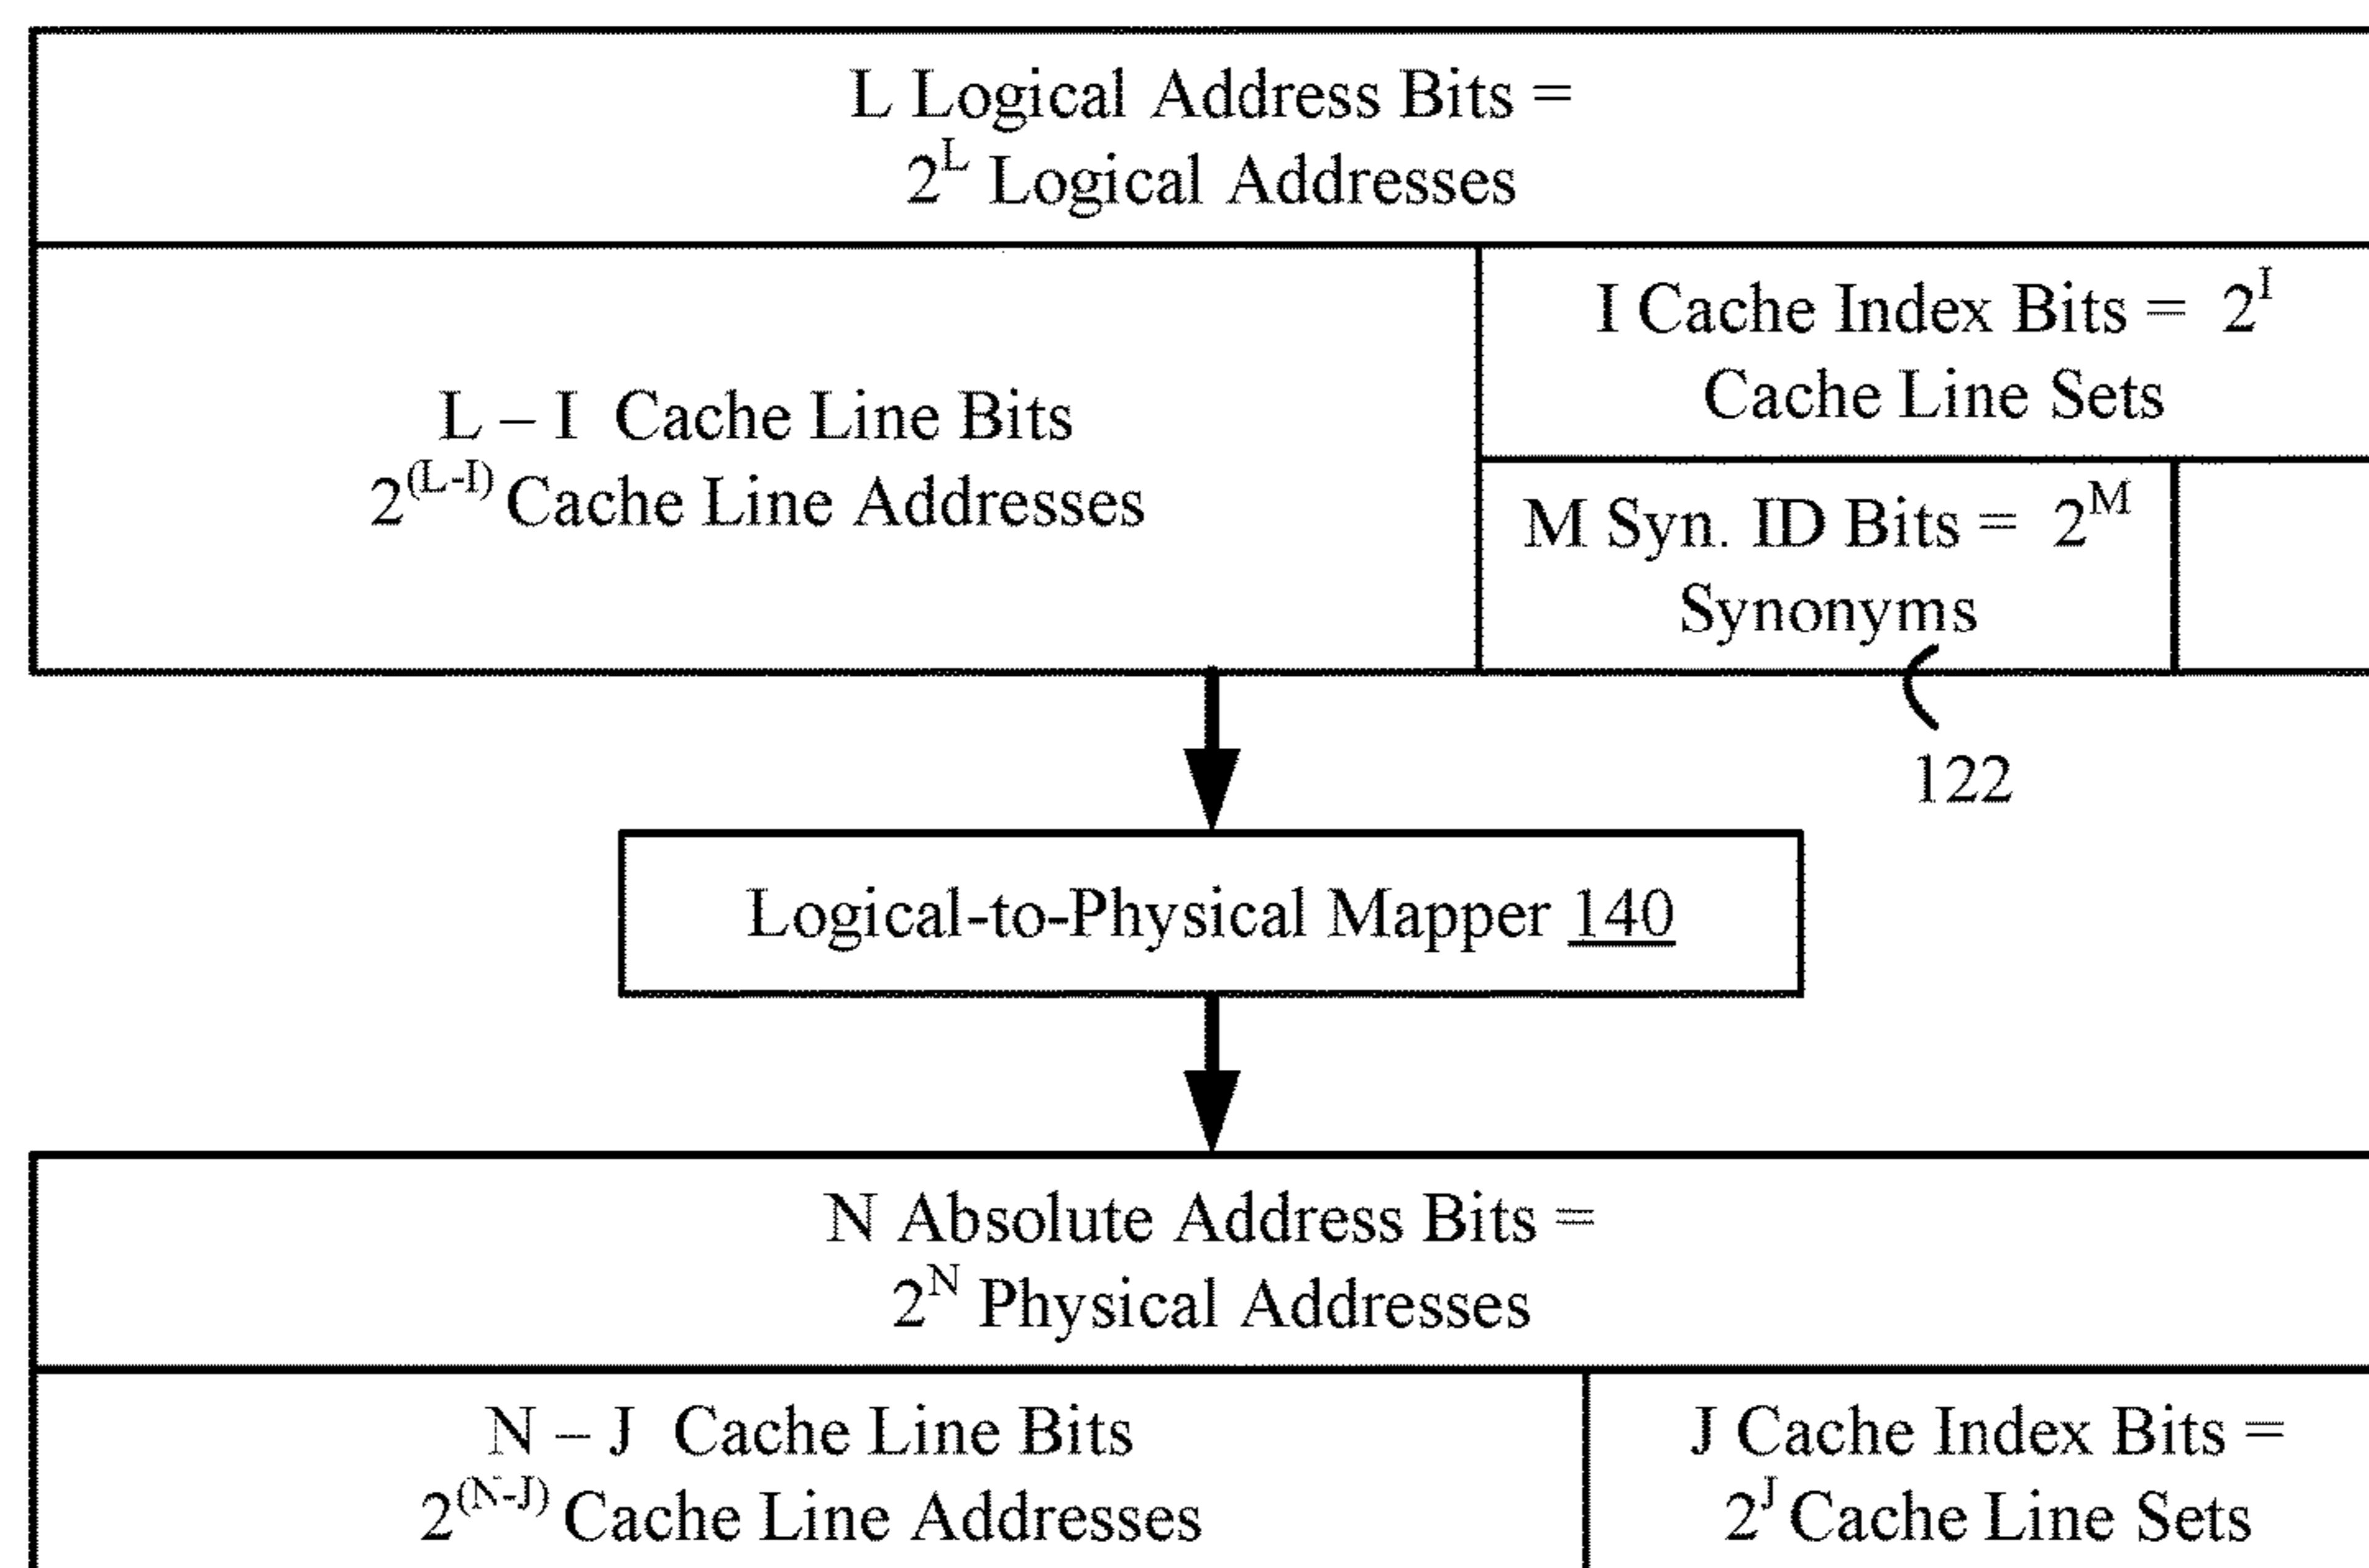 L Logical Address Bits =
2^L Logical Addresses
I Cache Index Bits = 2^I
Cache Line Sets
L – I Cache Line Bits
2^(L-I) Cache Line Addresses
M Syn. ID Bits = 2^M
Synonyms
122
Logical-to-Physical Mapper 140
N Absolute Address Bits =
2^N Physical Addresses
N – J Cache Line Bits
2^(N-J) Cache Line Addresses
J Cache Index Bits =
2^J Cache Line Sets